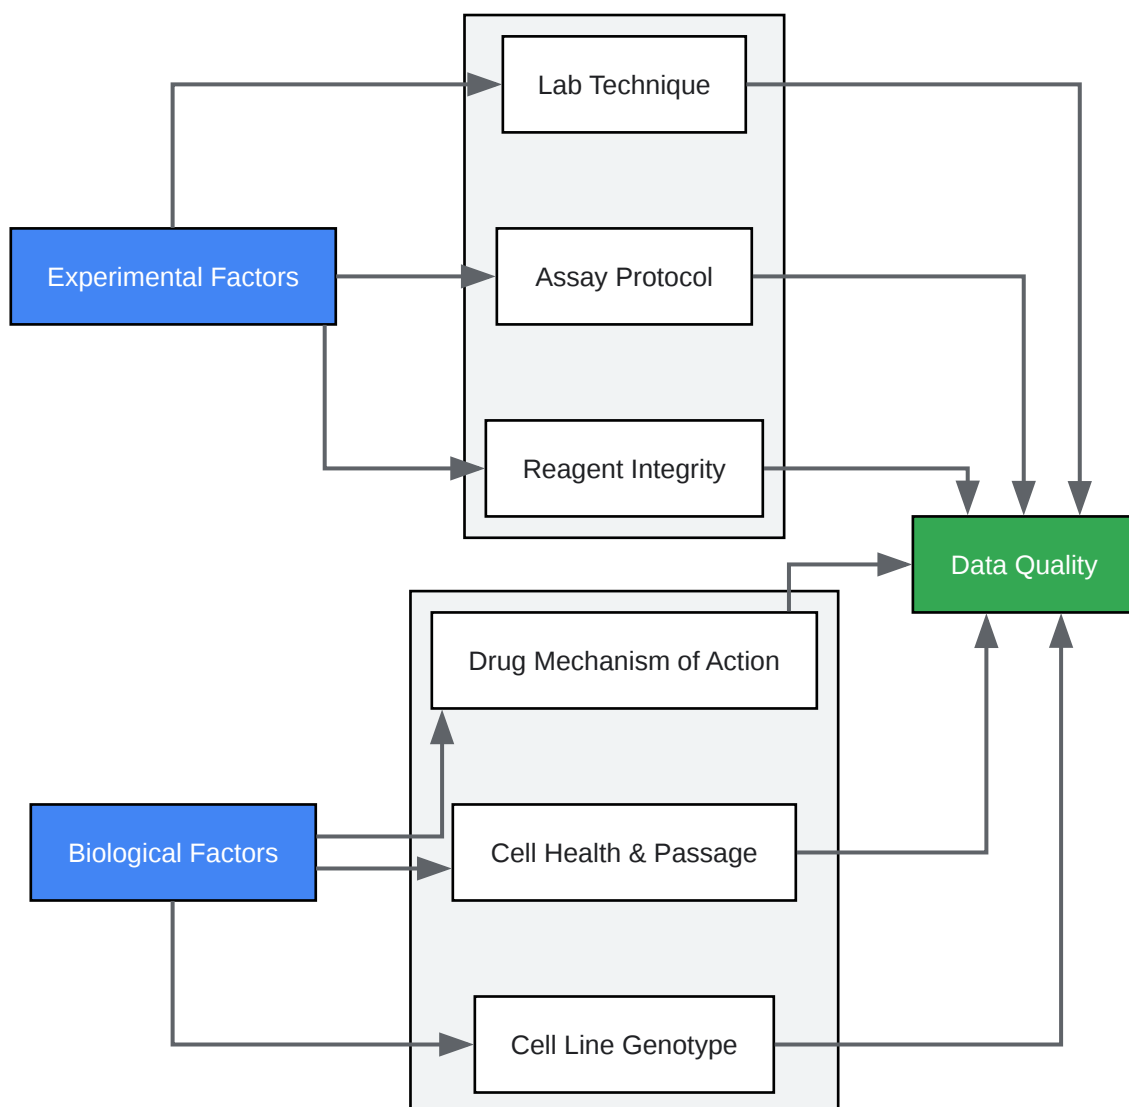 Lab Technique
Experimental Factors
Assay Protocol
Reagent Integrity
Data Quality
Drug Mechanism of Action
Biological Factors
Cell Health & Passage
Cell Line Genotype